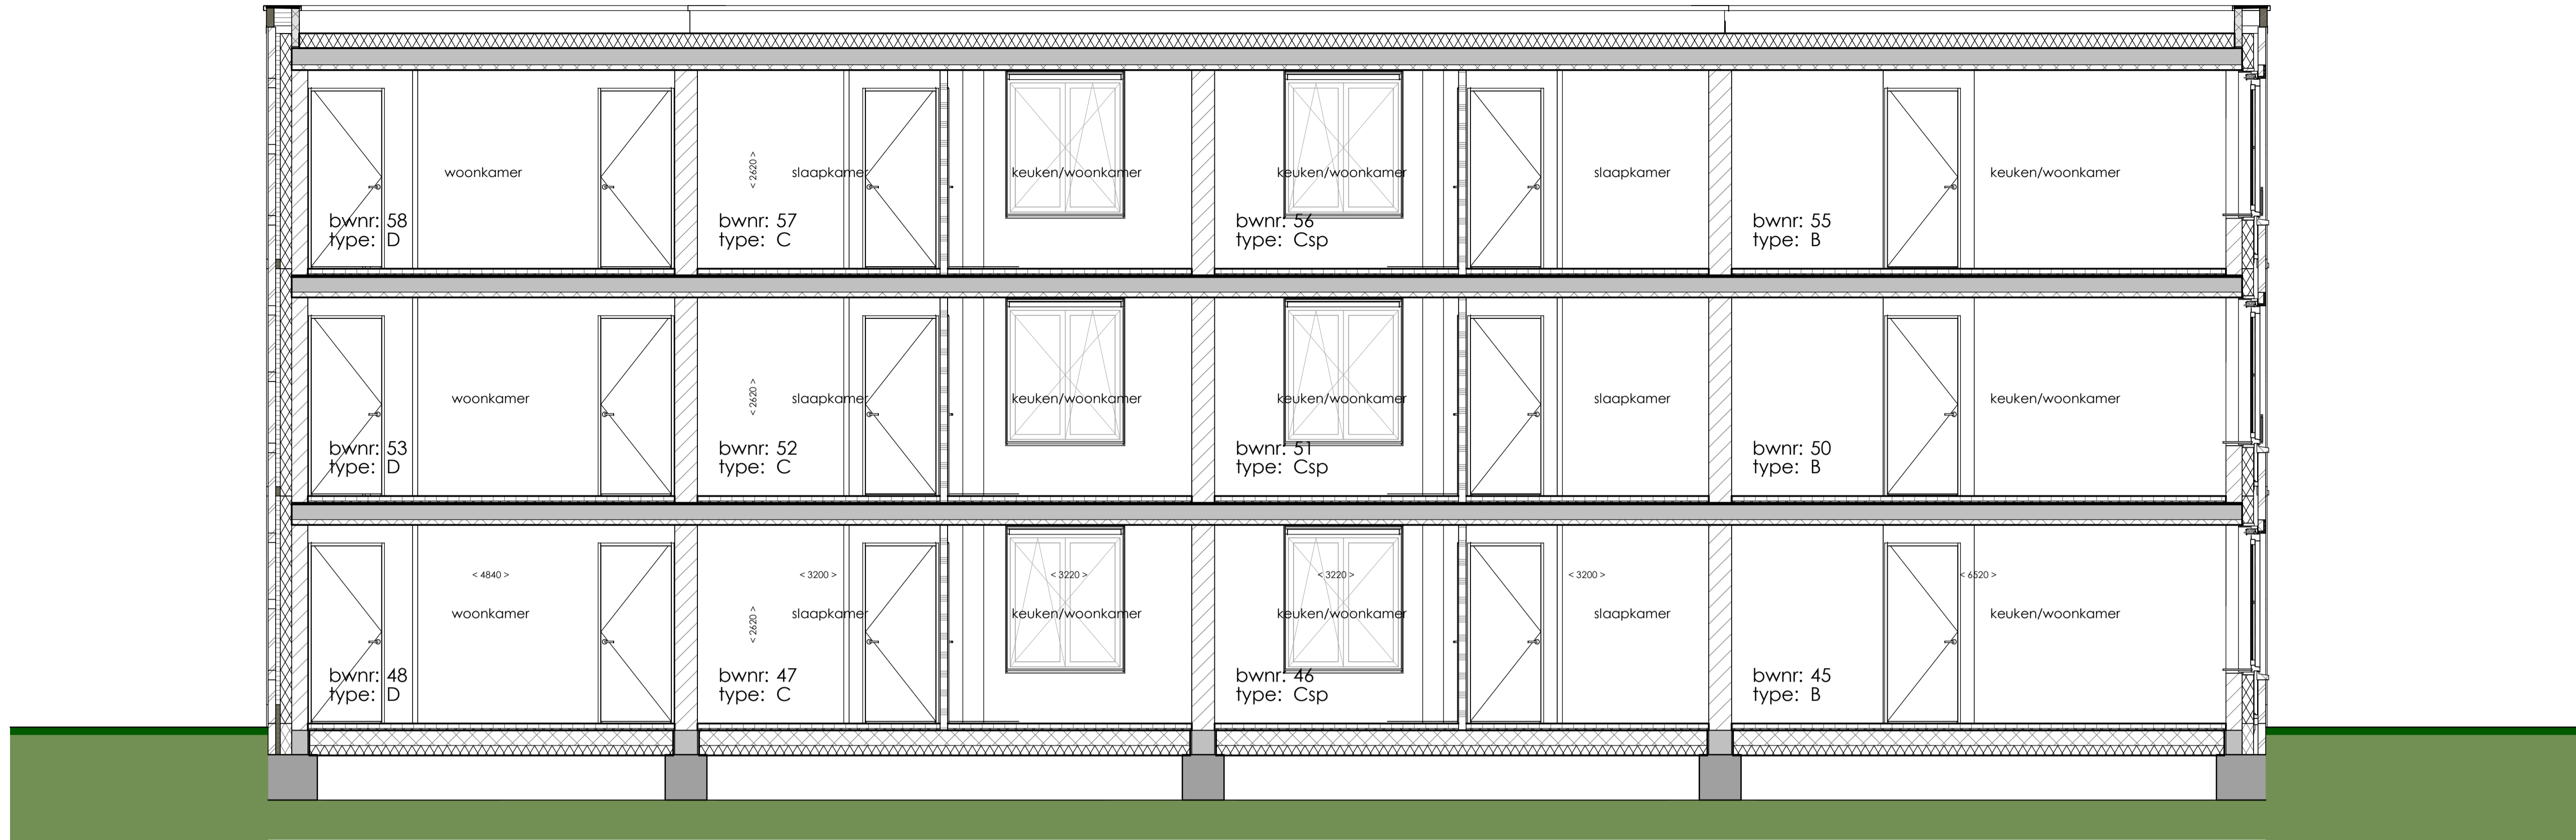 woonkamer
< 2620 >
slaapkamer
keuken/woonkamer
keuken/woonkamer
slaapkamer
keuken/woonkamer
bwnr: 58
type: D
bwnr: 57
type: C
bwnr: 56
type: Csp
bwnr: 55
type: B
woonkamer
< 2620 >
slaapkamer
keuken/woonkamer
keuken/woonkamer
slaapkamer
keuken/woonkamer
bwnr: 53
type: D
bwnr: 52
type: C
bwnr: 51
type: Csp
bwnr: 50
type: B
< 4840 >
< 3200 >
< 3220 >
< 3220 >
< 3200 >
< 6520 >
woonkamer
< 2620 >
slaapkamer
keuken/woonkamer
keuken/woonkamer
slaapkamer
keuken/woonkamer
bwnr: 48
type: D
bwnr: 47
type: C
bwnr: 46
type: Csp
bwnr: 45
type: B